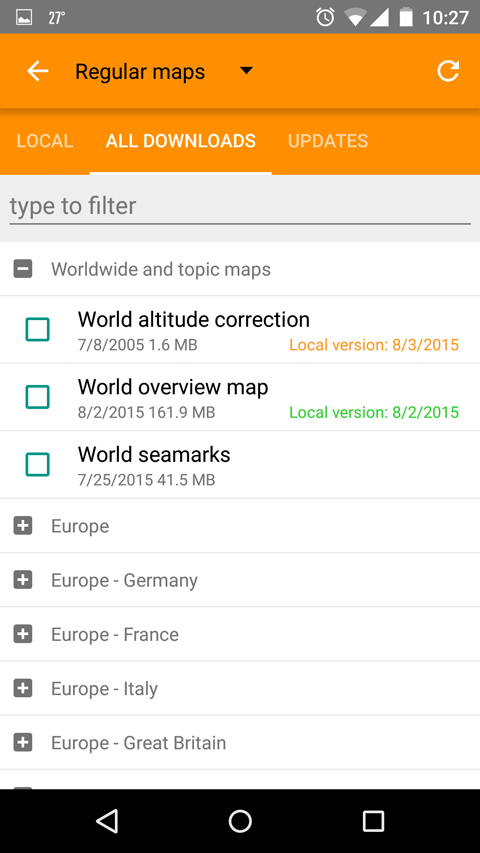 27° 10:27
Regular maps
LOCAL ALL DOWNLOADS UPDATES
type to filter
Worldwide and topic maps
World altitude correction
7/8/2005 1.6 MB Local version: 8/3/2015
World overview map
8/2/2015 161.9 MB Local version: 8/2/2015
World seamarks
7/25/2015 41.5 MB
Europe
Europe - Germany
Europe - France
Europe - Italy
Europe - Great Britain